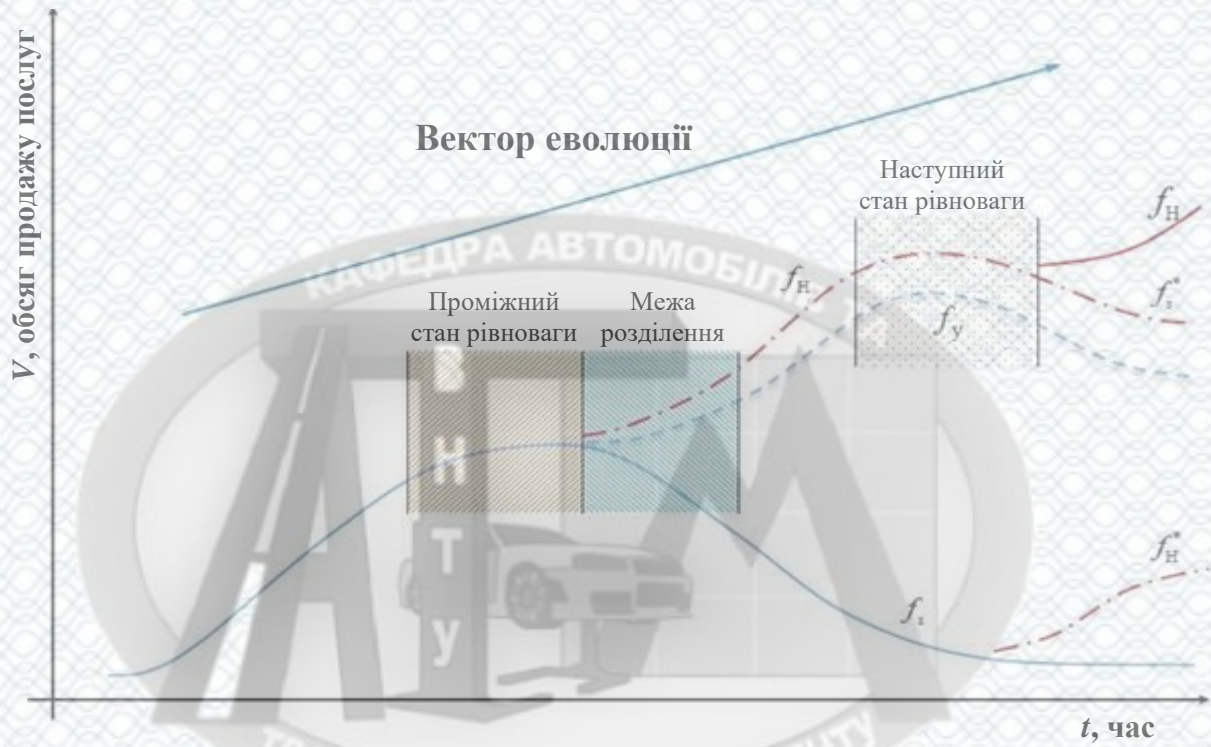 V, обсяг продажу послуг
Вектор еволюції
Наступний
стан рівноваги
Проміжний
стан рівноваги
Межа
розділення
f_н
f_н
f_з*
f_у
f_н*
f_з
t, час
КАФЕДРА АВТОМОБІЛІВ Т
В
Н
Т
У